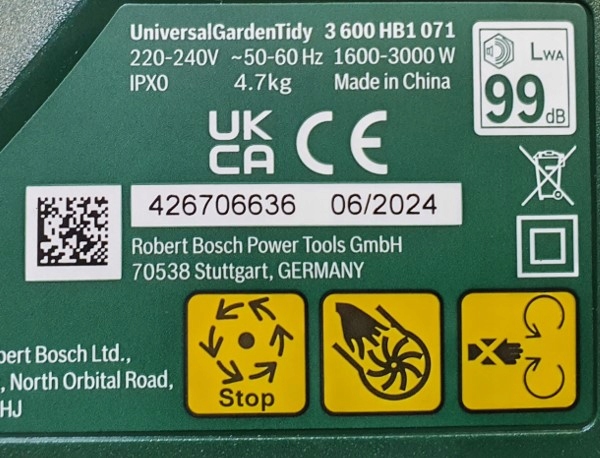 UniversalGardenTidy 3 600 HB1 071
220-240V ~50-60 Hz 1600-3000 W
IPX0 4.7kg Made in China
LWA
99dB
UK
CA CE
426706636 06/2024
Robert Bosch Power Tools GmbH
70538 Stuttgart, GERMANY
bert Bosch Ltd.,
, North Orbital Road,
HJ
Stop